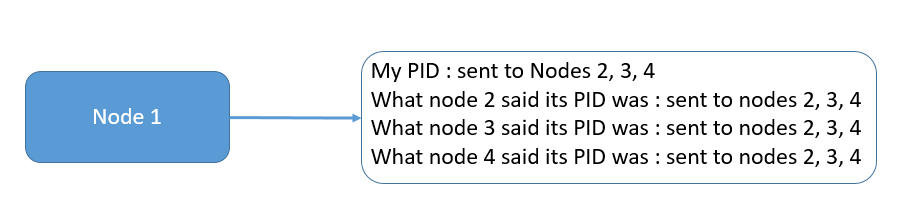 Node 1
My PID : sent to Nodes 2, 3, 4
What node 2 said its PID was : sent to nodes 2, 3, 4
What node 3 said its PID was : sent to nodes 2, 3, 4
What node 4 said its PID was : sent to nodes 2, 3, 4